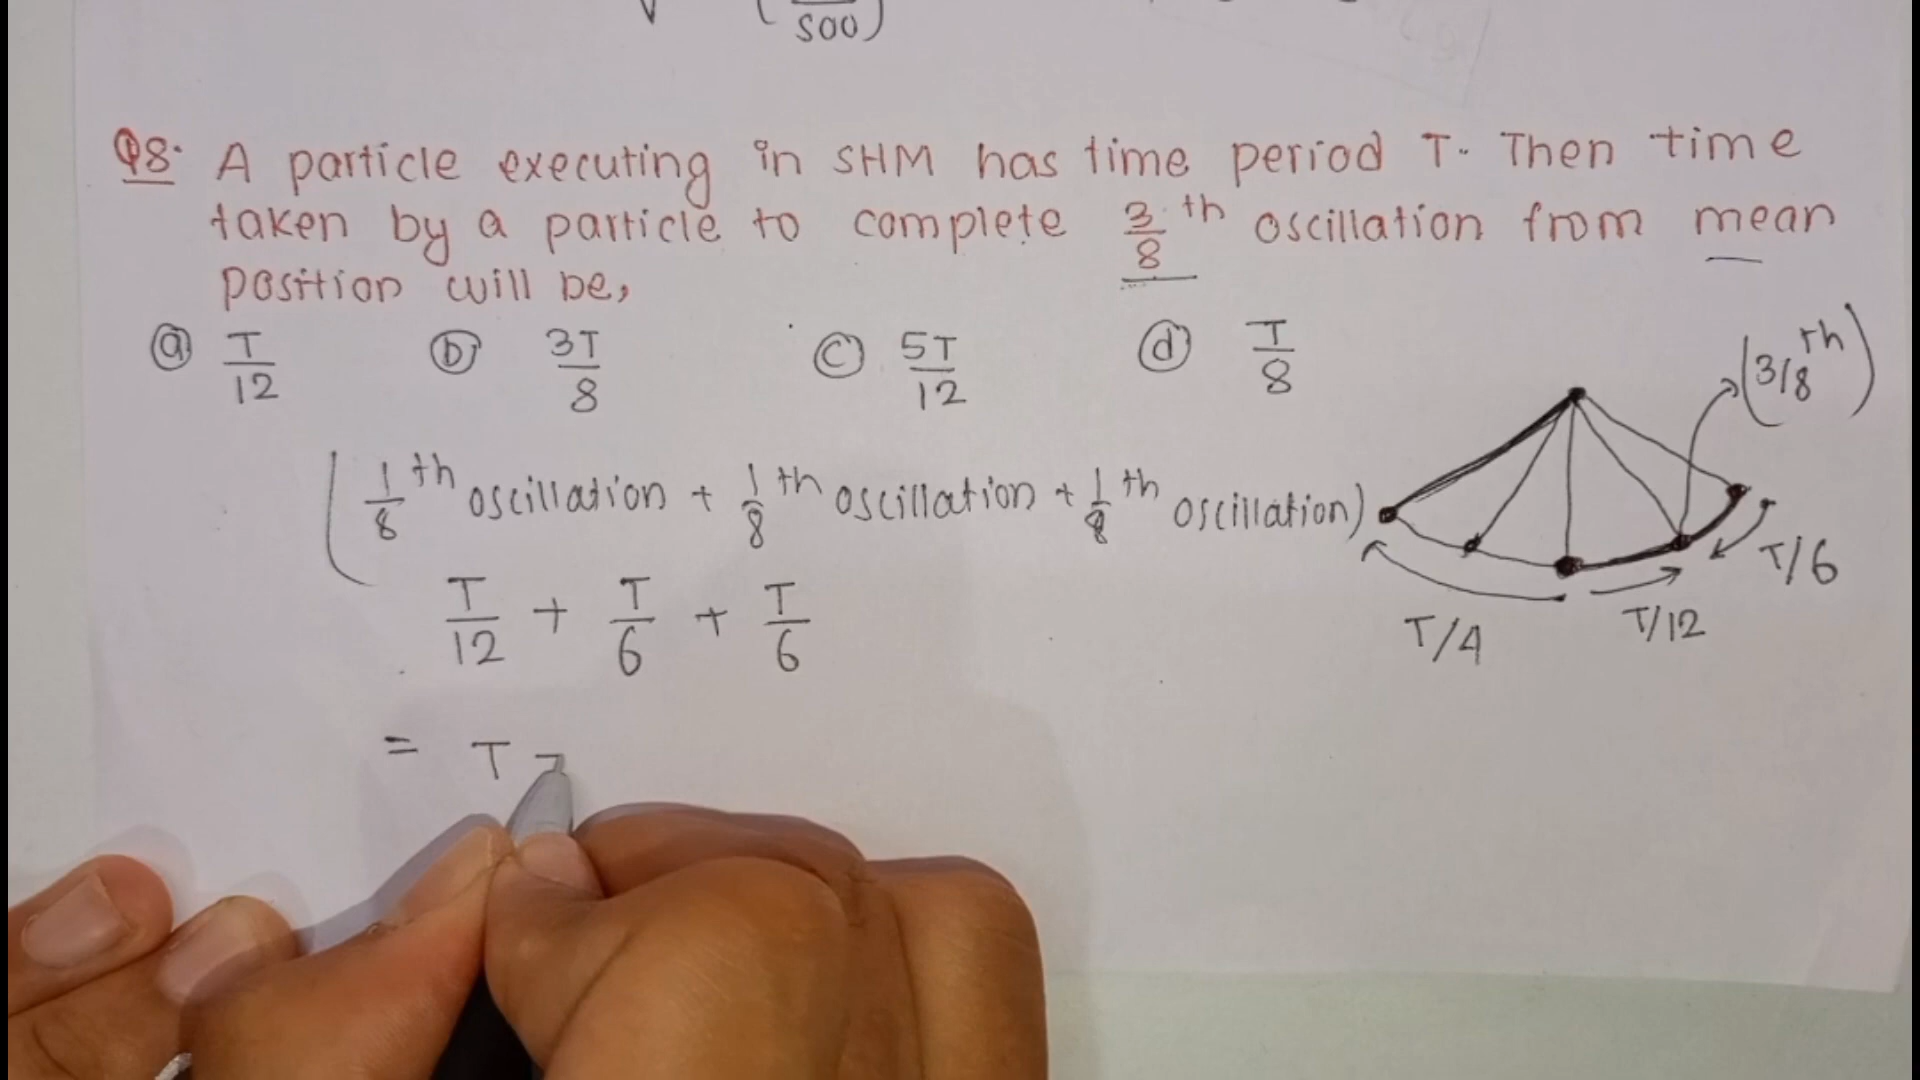 500)
Q8. A particle executing in SHM has time period T. Then time
taken by a particle to complete 3/8 th oscillation from mean
position will be,
(a) T/12 (b) 3T/8 (c) 5T/12 (d) T/8
(3/8 th)
(1/8 th oscillation + 1/8 th oscillation + 1/8 th oscillation)
T/6
T/12 + T/6 + T/6
T/4 T/12
= T